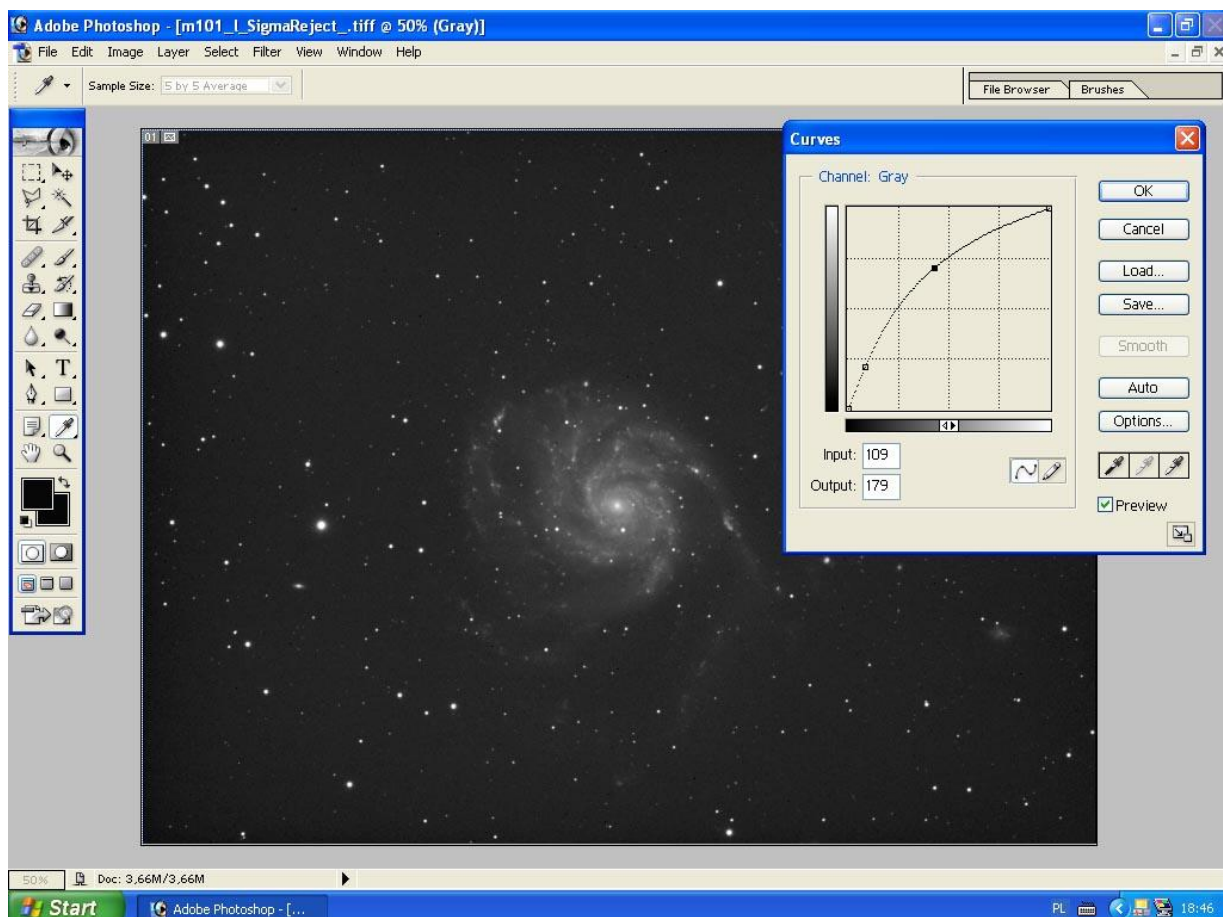 Adobe Photoshop - [m101_l_SigmaReject_.tiff @ 50% (Gray)]
File Edit Image Layer Select Filter View Window Help
Sample Size: 5 by 5 Average
File Browser Brushes
01
Curves
Channel: Gray
OK
Cancel
Load...
Save...
Smooth
Auto
Options...
Input: 109
Output: 179
Preview
T
50% Doc: 3,66M/3,66M
Start Adobe Photoshop - [... PL 18:46